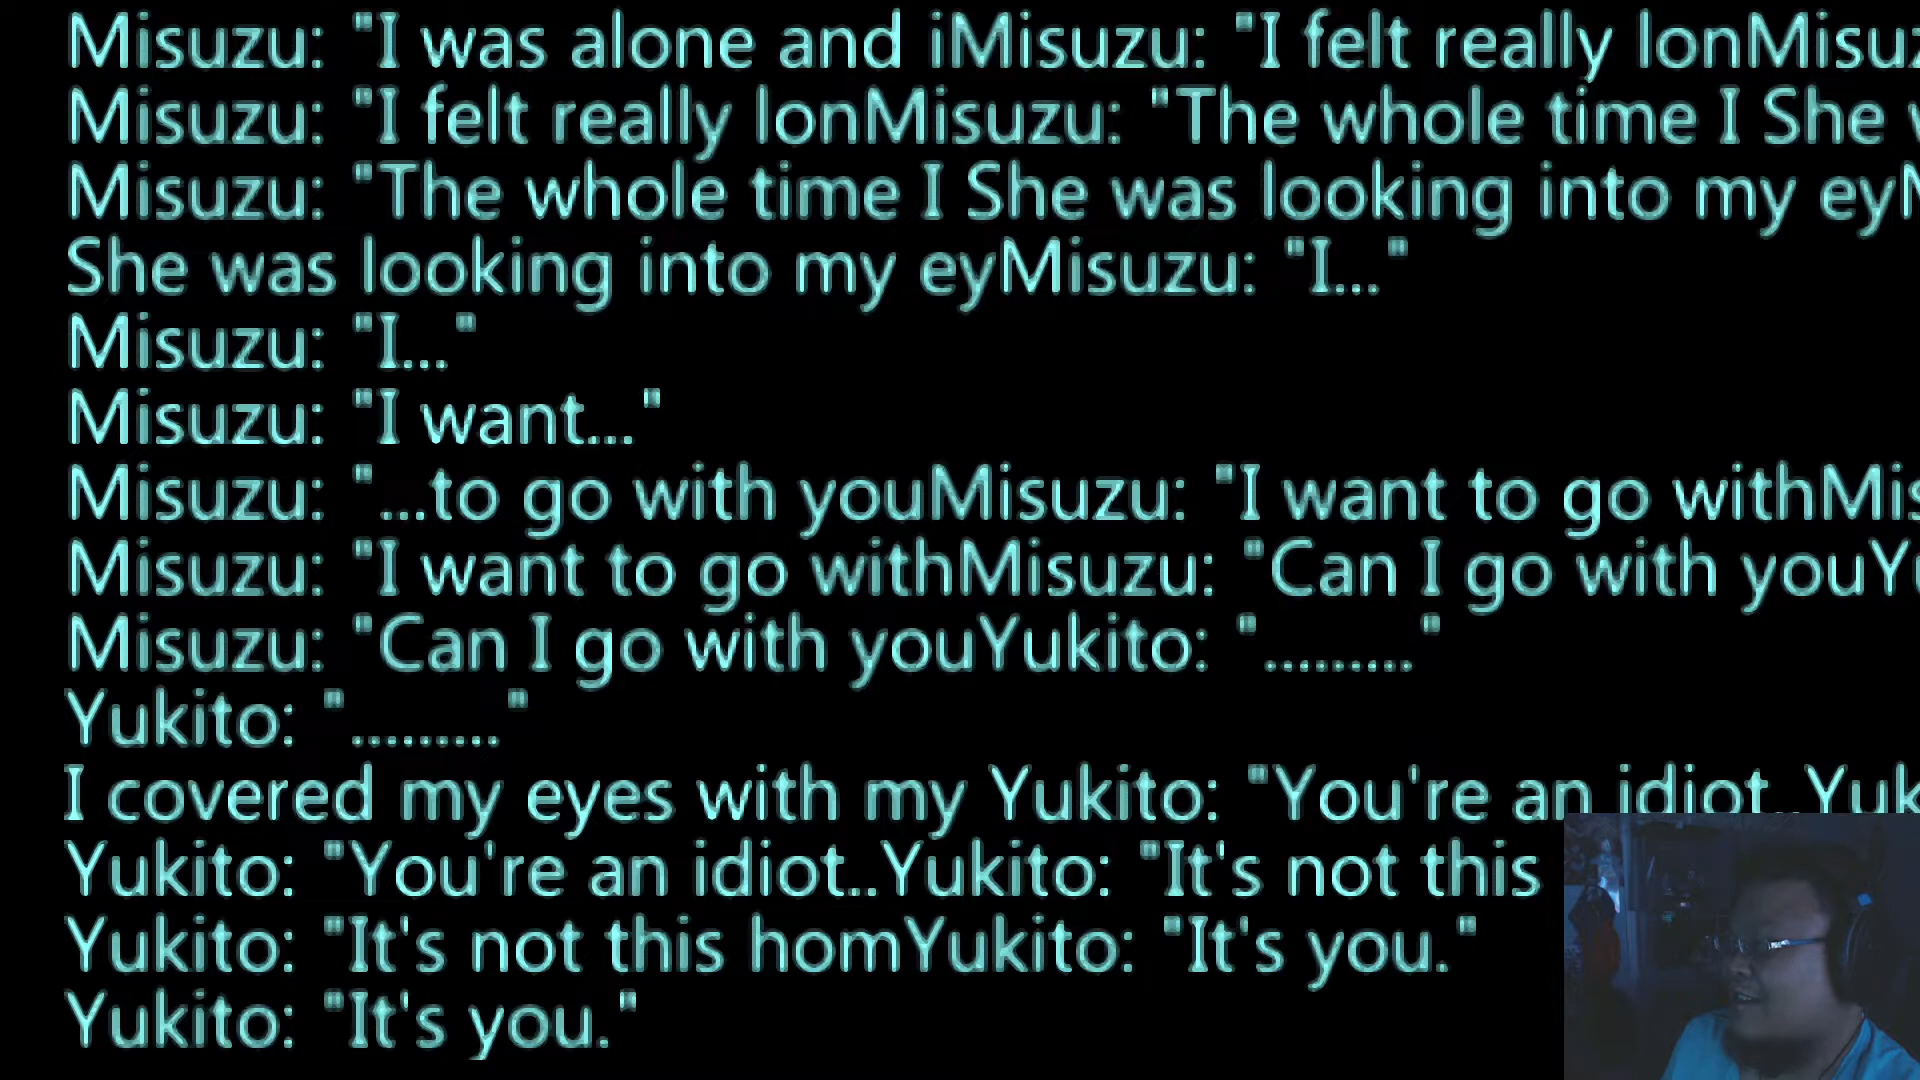 Misuzu: "I was alone and iMisuzu: "I felt really lonMisuz
Misuzu: "I felt really lonMisuzu: "The whole time I She
Misuzu: "The whole time I She was looking into my ey
She was looking into my eyMisuzu: "I..."
Misuzu: "I..."
Misuzu: "I want..."
Misuzu: "...to go with youMisuzu: "I want to go withMis
Misuzu: "I want to go withMisuzu: "Can I go with youYu
Misuzu: "Can I go with youYukito: "........."
Yukito: "........."
I covered my eyes with my Yukito: "You're an idiot..Yuk
Yukito: "You're an idiot..Yukito: "It's not this
Yukito: "It's not this homYukito: "It's you."
Yukito: "It's you."